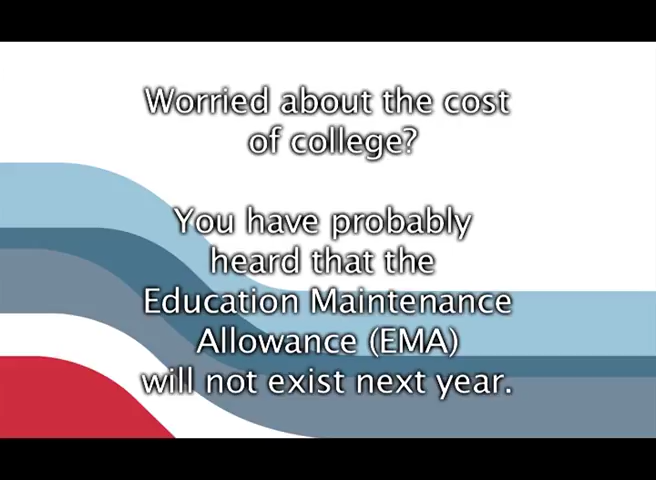 Worried about the cost
of college?
You have probably
heard that the
Education Maintenance
Allowance (EMA)
will not exist next year.